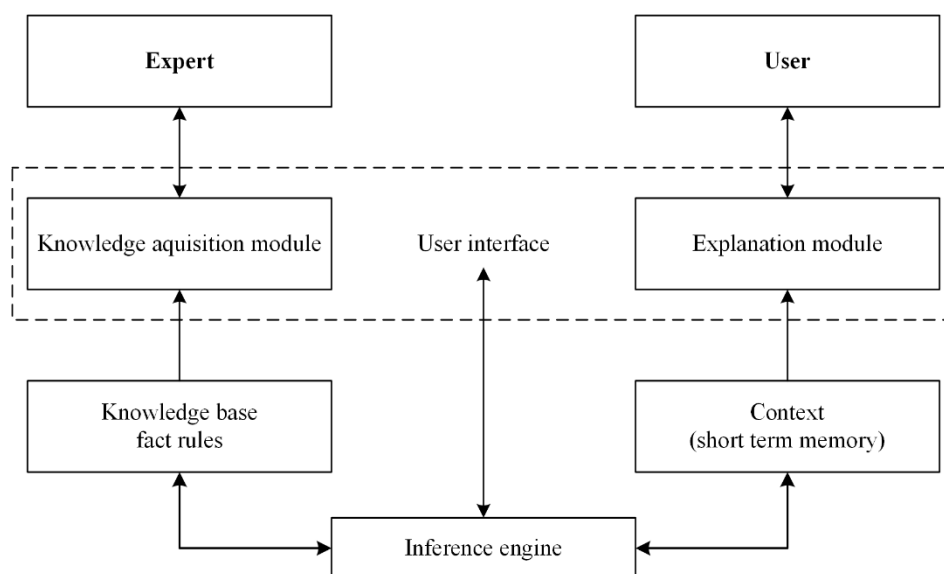 Expert
User
Knowledge aquisition module
User interface
Explanation module
Knowledge base
fact rules
Context
(short term memory)
Inference engine